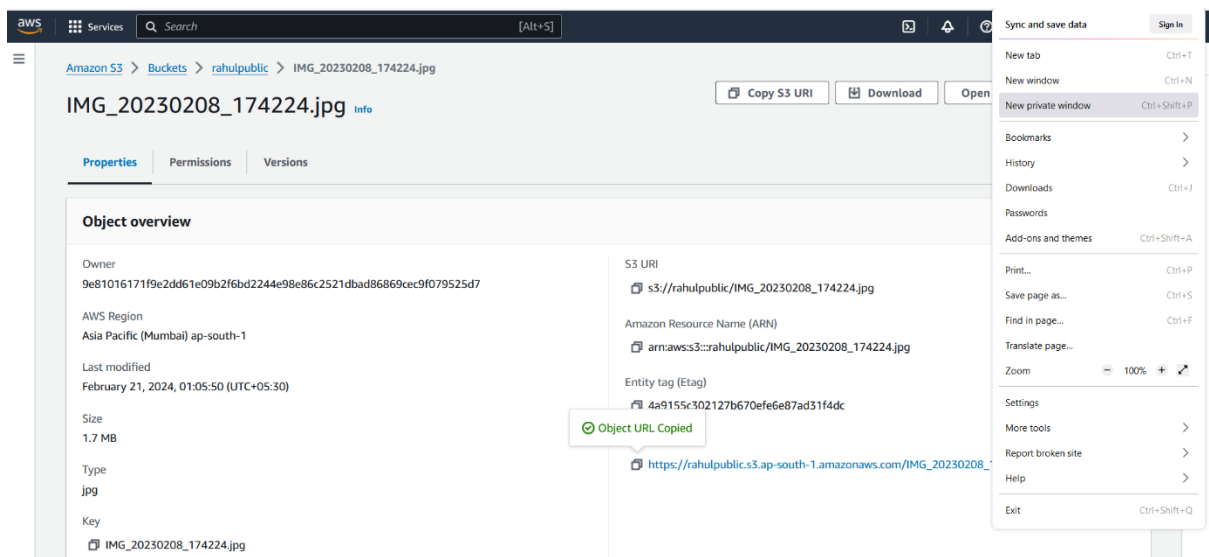 aws
Services
Search
[Alt+S]
Amazon S3 > Buckets > rahulpublic > IMG_20230208_174224.jpg
IMG_20230208_174224.jpg Info
Copy S3 URI
Download
Open
Properties
Permissions
Versions
Object overview
Owner
9e81016171f9e2dd61e09b2f6bd2244e98e86c2521dbad86869cec9f079525d7
AWS Region
Asia Pacific (Mumbai) ap-south-1
Last modified
February 21, 2024, 01:05:50 (UTC+05:30)
Size
1.7 MB
Type
jpg
Key
IMG_20230208_174224.jpg
S3 URI
s3://rahulpublic/IMG_20230208_174224.jpg
Amazon Resource Name (ARN)
arn:aws:s3:::rahulpublic/IMG_20230208_174224.jpg
Entity tag (Etag)
4a9155c302127b670efe6e87ad31f4dc
Object URL Copied
https://rahulpublic.s3.ap-south-1.amazonaws.com/IMG_20230208_
Sync and save data Sign In
New tab Ctrl+T
New window Ctrl+N
New private window Ctrl+Shift+P
Bookmarks
History
Downloads Ctrl+J
Passwords
Add-ons and themes Ctrl+Shift+A
Print... Ctrl+P
Save page as... Ctrl+S
Find in page... Ctrl+F
Translate page...
Zoom − 100% +
Settings
More tools
Report broken site
Help
Exit Ctrl+Shift+Q